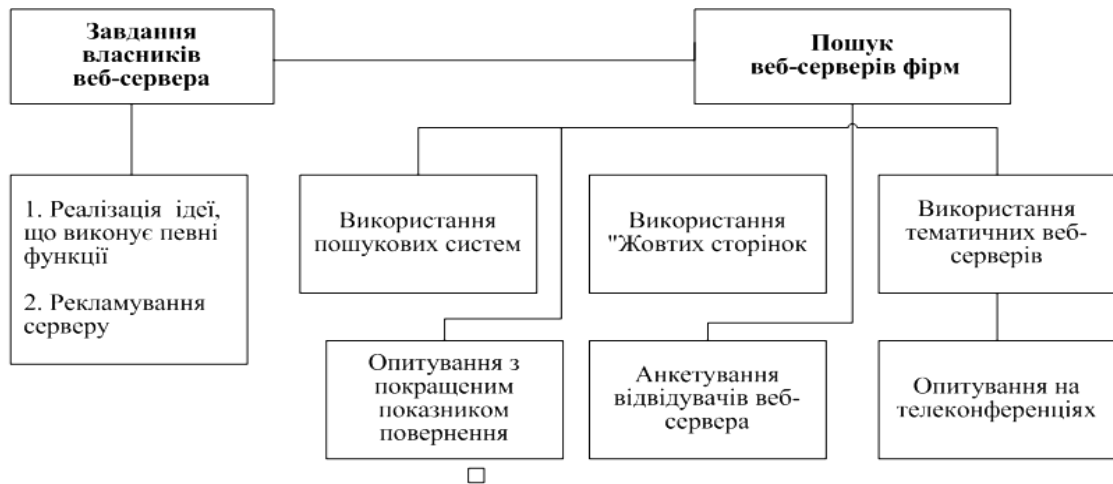 Завдання
власників
веб-сервера
Пошук
веб-серверів фірм
1. Реалізація ідеї,
що виконує певні
функції
2. Рекламування
серверу
Використання
пошукових систем
Використання
"Жовтих сторінок
Використання
тематичних веб-
серверів
Опитування з
покращеним
показником
повернення
Анкетування
відвідувачів веб-
сервера
Опитування на
телеконференціях